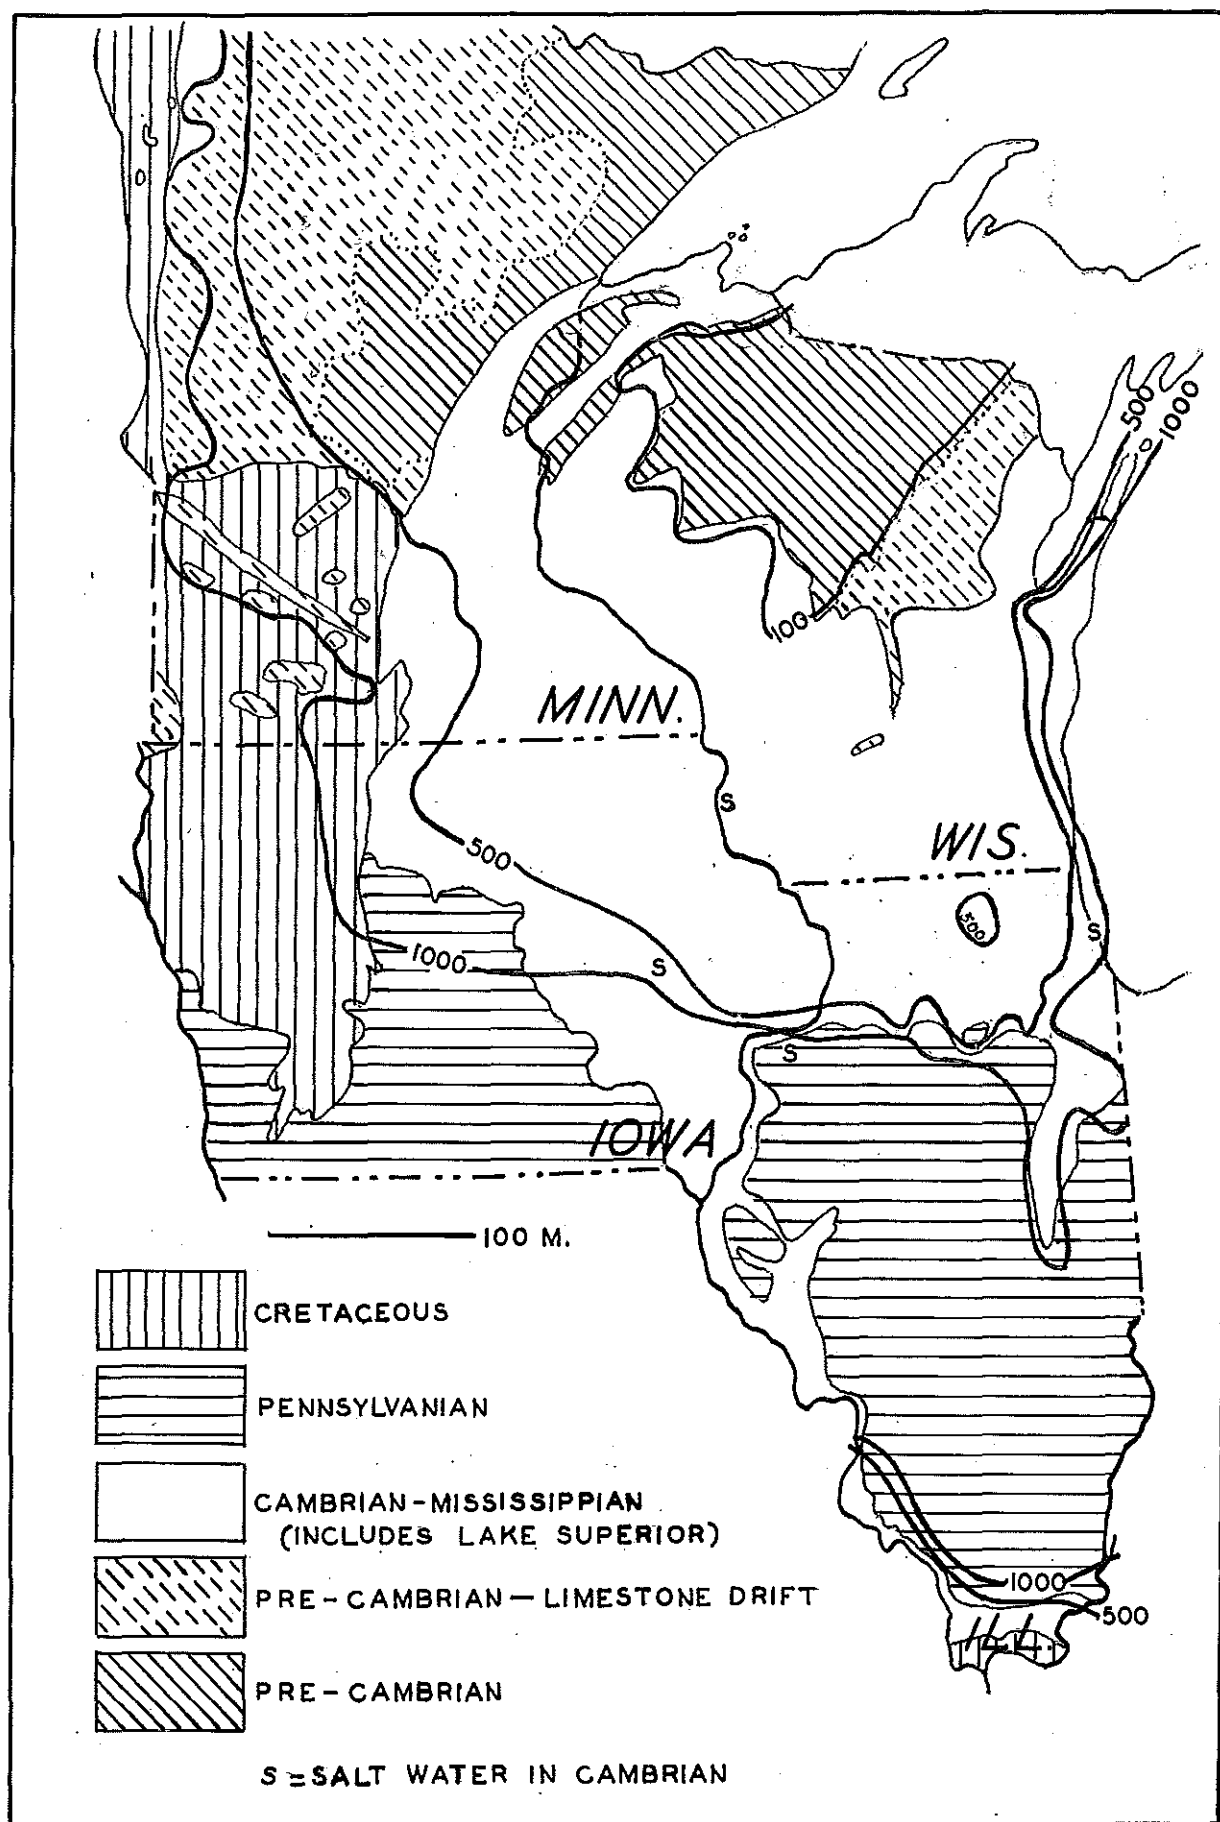 500
1000
100
MINN.
S
500
WIS.
500
S
1000
S
S
IOWA
100 M.
CRETACEOUS
PENNSYLVANIAN
CAMBRIAN-MISSISSIPPIAN
(INCLUDES LAKE SUPERIOR)
PRE-CAMBRIAN—LIMESTONE DRIFT
PRE-CAMBRIAN
1000
500
ILL.
S = SALT WATER IN CAMBRIAN